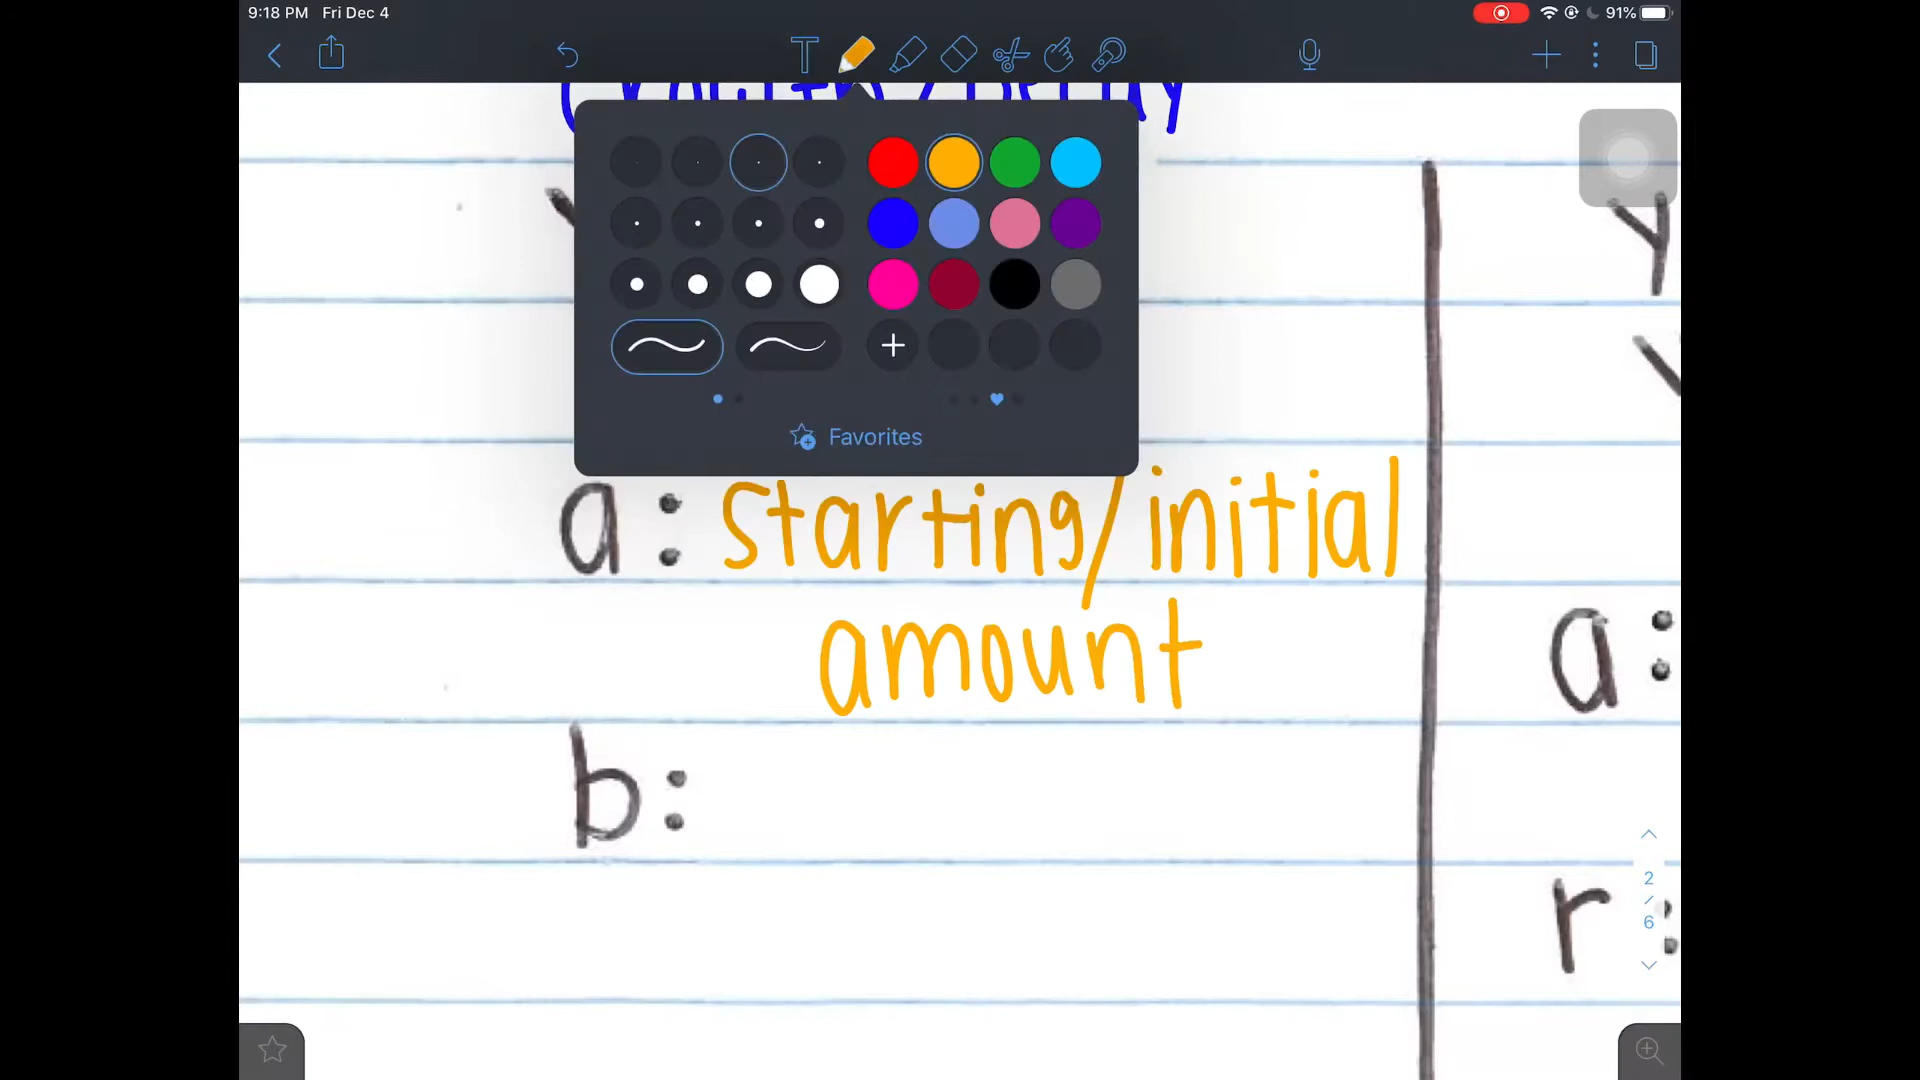 9:18 PM Fri Dec 4
91%
T
Favorites
y
a: starting/initial
amount
a:
b:
r:
2
/
6